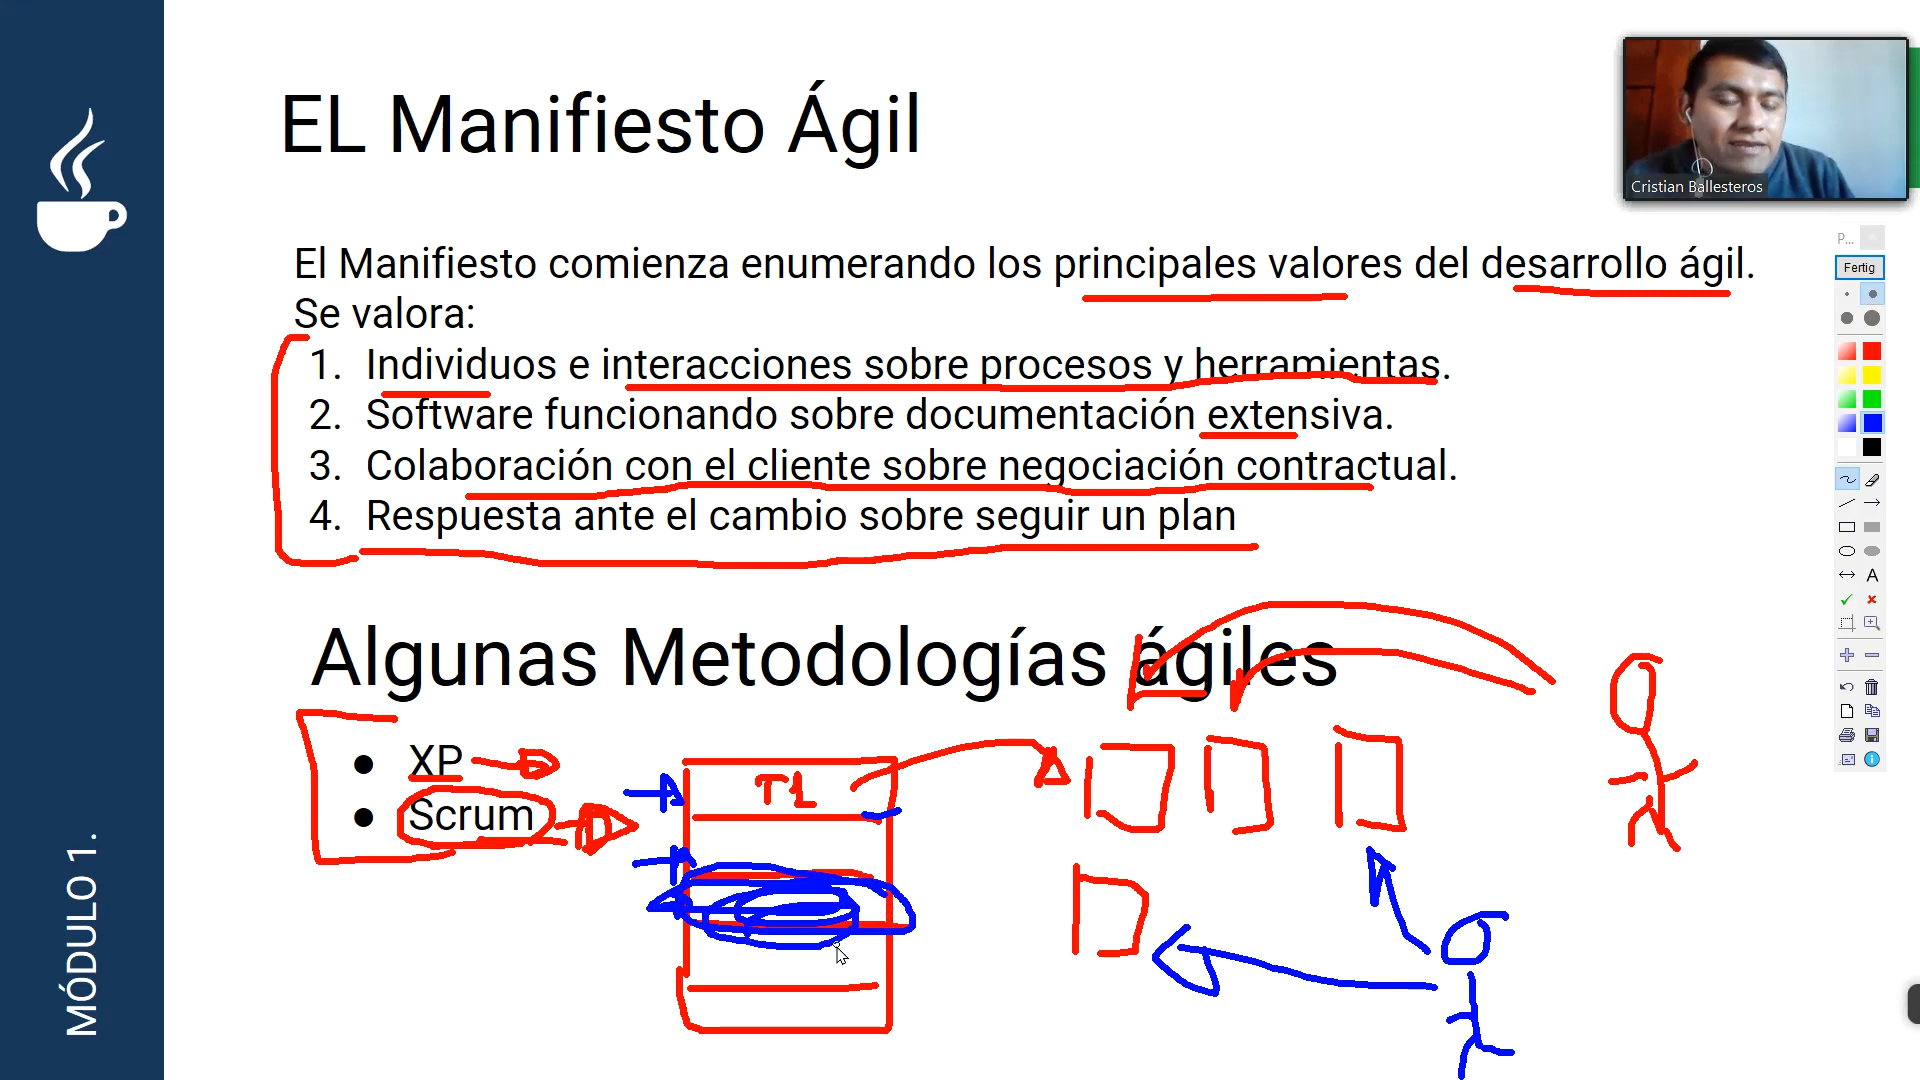 EL Manifiesto Ágil
Cristian Ballesteros
El Manifiesto comienza enumerando los principales valores del desarrollo ágil.
Se valora:
1. Individuos e interacciones sobre procesos y herramientas.
2. Software funcionando sobre documentación extensiva.
3. Colaboración con el cliente sobre negociación contractual.
4. Respuesta ante el cambio sobre seguir un plan
P...
Fertig
A
Algunas Metodologías ágiles
● XP
● Scrum
T1
MÓDULO 1.